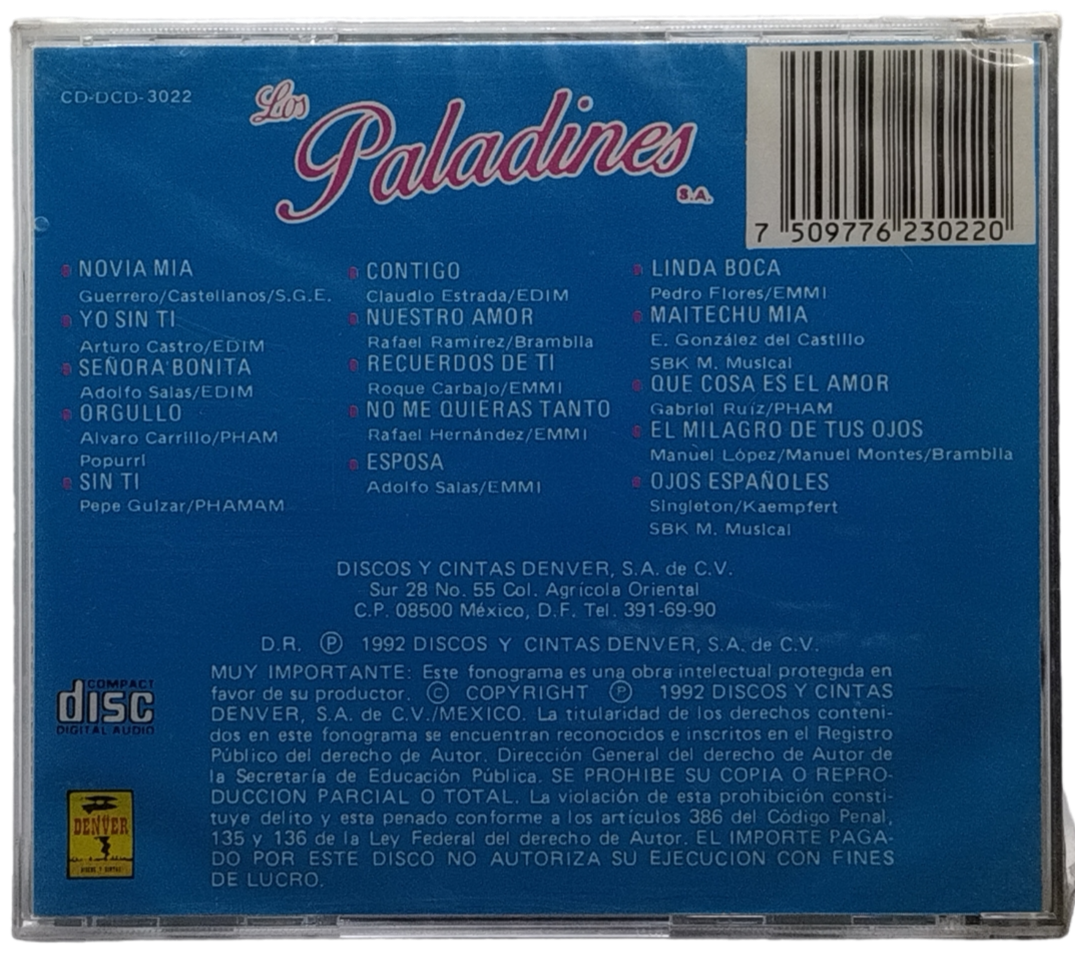 CD-DCD-3022
Los
Paladines
S.A.
7 509776 230220
NOVIA MIA
Guerrero/Castellanos/S.G.E.
YO SIN TI
Arturo Castro/EDIM
SEÑORA BONITA
Adolfo Salas/EDIM
ORGULLO
Alvaro Carrillo/PHAM
Popurri
SIN TI
Pepe Guizar/PHAMAM
CONTIGO
Claudio Estrada/EDIM
NUESTRO AMOR
Rafael Ramírez/Brambila
RECUERDOS DE TI
Roque Carbajo/EMMI
NO ME QUIERAS TANTO
Rafael Hernández/EMMI
ESPOSA
Adolfo Salas/EMMI
LINDA BOCA
Pedro Flores/EMMI
MAITECHU MIA
E. González del Castillo
SBK M. Musical
QUE COSA ES EL AMOR
Gabriel Ruíz/PHAM
EL MILAGRO DE TUS OJOS
Manuel López/Manuel Montes/Brambila
OJOS ESPAÑOLES
Singleton/Kaempfert
SBK M. Musical
DISCOS Y CINTAS DENVER, S.A. de C.V.
Sur 28 No. 55 Col. Agrícola Oriental
C.P. 08500 México, D.F. Tel. 391-69-90
D.R. Ⓟ 1992 DISCOS Y CINTAS DENVER, S.A. de C.V.
MUY IMPORTANTE: Este fonograma es una obra intelectual protegida en
favor de su productor. © COPYRIGHT Ⓟ 1992 DISCOS Y CINTAS
DENVER, S.A. de C.V./MEXICO. La titularidad de los derechos conteni-
dos en este fonograma se encuentran reconocidos e inscritos en el Registro
Público del derecho de Autor. Dirección General del derecho de Autor de
la Secretaría de Educación Pública. SE PROHIBE SU COPIA O REPRO-
DUCCION PARCIAL O TOTAL. La violación de esta prohibición consti-
tuye delito y esta penado conforme a los artículos 386 del Código Penal,
135 y 136 de la Ley Federal del derecho de Autor. EL IMPORTE PAGA-
DO POR ESTE DISCO NO AUTORIZA SU EJECUCION CON FINES
DE LUCRO.
COMPACT
disc
DIGITAL AUDIO
DENVER
DISCOS Y CINTAS